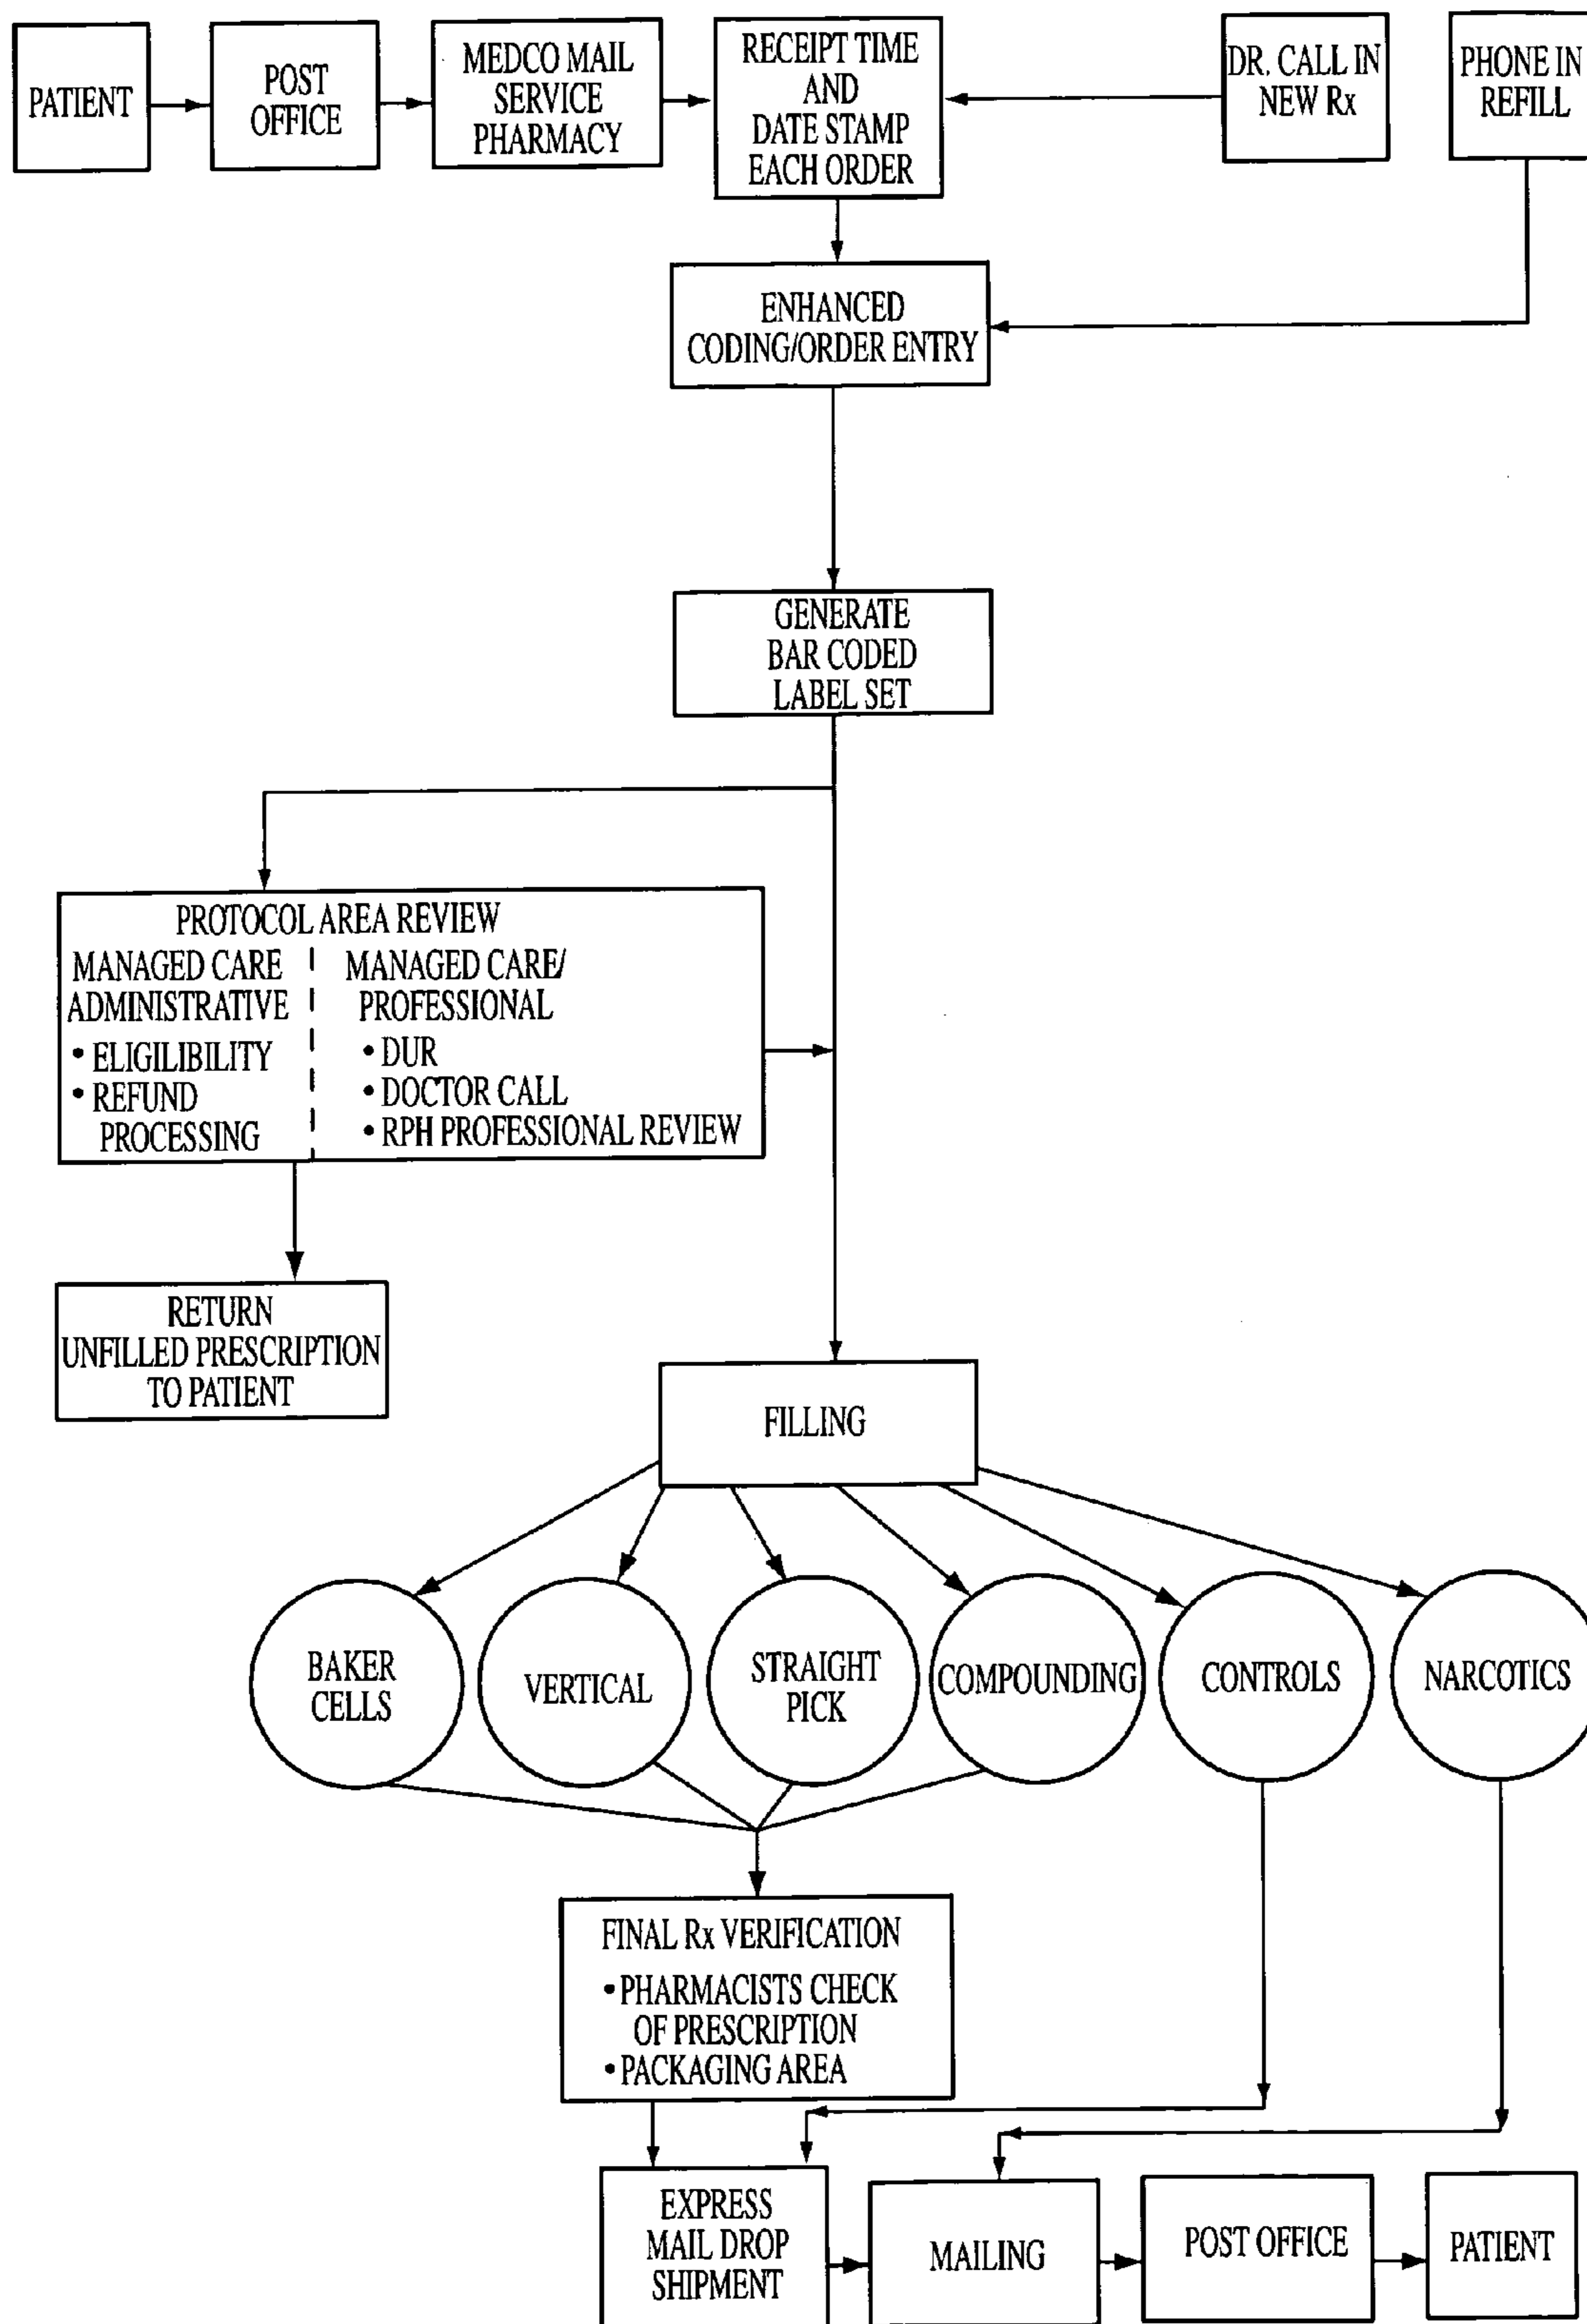 PATIENT
POST
OFFICE
MEDCO MAIL
SERVICE
PHARMACY
RECEIPT TIME
AND
DATE STAMP
EACH ORDER
DR. CALL IN
NEW Rx
PHONE IN
REFILL
ENHANCED
CODING/ORDER ENTRY
GENERATE
BAR CODED
LABEL SET
PROTOCOL AREA REVIEW
MANAGED CARE
ADMINISTRATIVE
• ELIGILIBILITY
• REFUND
PROCESSING
MANAGED CARE/
PROFESSIONAL
• DUR
• DOCTOR CALL
• RPH PROFESSIONAL REVIEW
RETURN
UNFILLED PRESCRIPTION
TO PATIENT
FILLING
BAKER
CELLS
VERTICAL
STRAIGHT
PICK
COMPOUNDING
CONTROLS
NARCOTICS
FINAL Rx VERIFICATION
• PHARMACISTS CHECK
OF PRESCRIPTION
• PACKAGING AREA
EXPRESS
MAIL DROP
SHIPMENT
MAILING
POST OFFICE
PATIENT